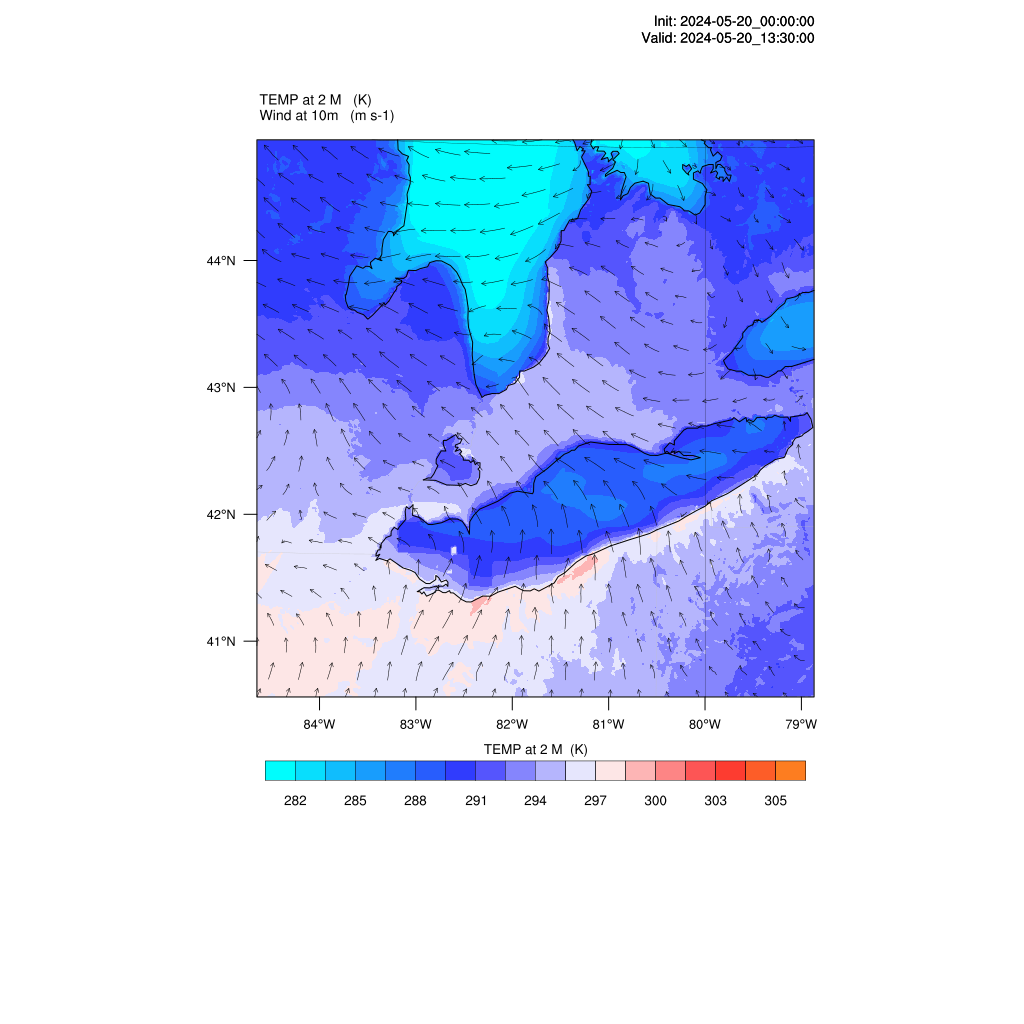 Init: 2024-05-20_00:00:00
Valid: 2024-05-20_13:30:00
TEMP at 2 M   (K)
Wind at 10m   (m s-1)
44°N
43°N
42°N
41°N
84°W 83°W 82°W 81°W 80°W 79°W
TEMP at 2 M  (K)
282 285 288 291 294 297 300 303 305